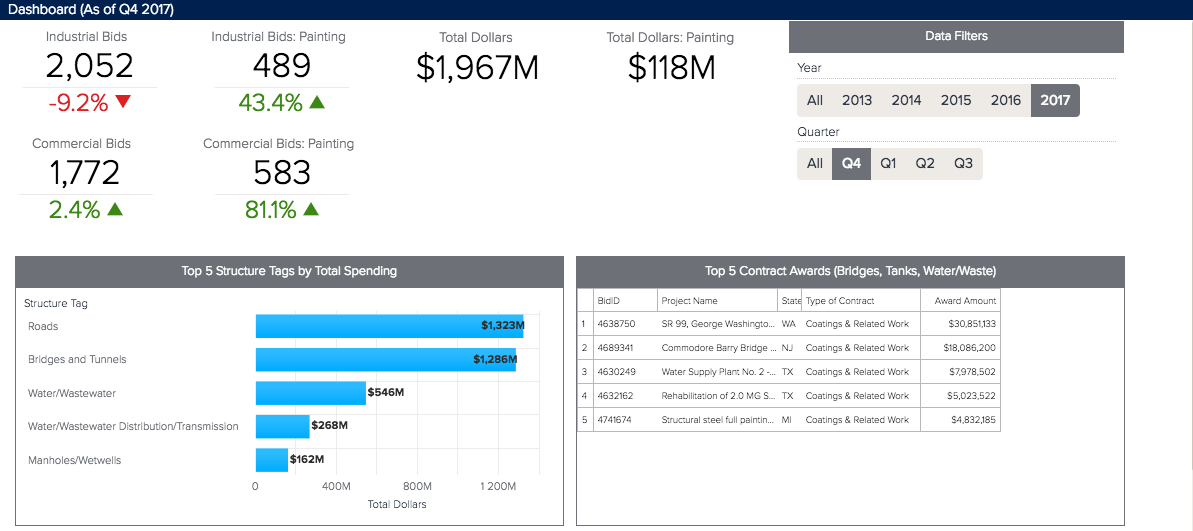 Dashboard (As of Q4 2017)
Industrial Bids
2,052
-9.2% ▼
Industrial Bids: Painting
489
43.4% ▲
Total Dollars
$1,967M
Total Dollars: Painting
$118M
Commercial Bids
1,772
2.4% ▲
Commercial Bids: Painting
583
81.1% ▲
Data Filters
Year
All 2013 2014 2015 2016 2017
Quarter
All Q4 Q1 Q2 Q3
Top 5 Structure Tags by Total Spending
Structure Tag
Roads $1,323M
Bridges and Tunnels $1,286M
Water/Wastewater $546M
Water/Wastewater Distribution/Transmission $268M
Manholes/Wetwells $162M
0 400M 800M 1 200M
Total Dollars
Top 5 Contract Awards (Bridges, Tanks, Water/Waste)
BidID Project Name State Type of Contract Award Amount
1 4638750 SR 99, George Washingto... WA Coatings & Related Work $30,851,133
2 4689341 Commodore Barry Bridge ... NJ Coatings & Related Work $18,086,200
3 4630249 Water Supply Plant No. 2 -... TX Coatings & Related Work $7,978,502
4 4632162 Rehabilitation of 2.0 MG S... TX Coatings & Related Work $5,023,522
5 4741674 Structural steel full paintin... MI Coatings & Related Work $4,832,185